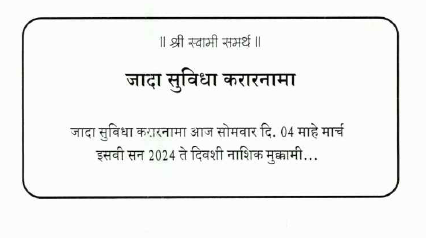 ॥ श्री स्वामी समर्थ ॥
जादा सुविधा करारनामा
जादा सुविधा करारनामा आज सोमवार दि. 04 माहे मार्च
इसवी सन 2024 ते दिवशी नाशिक मुक्कामी...